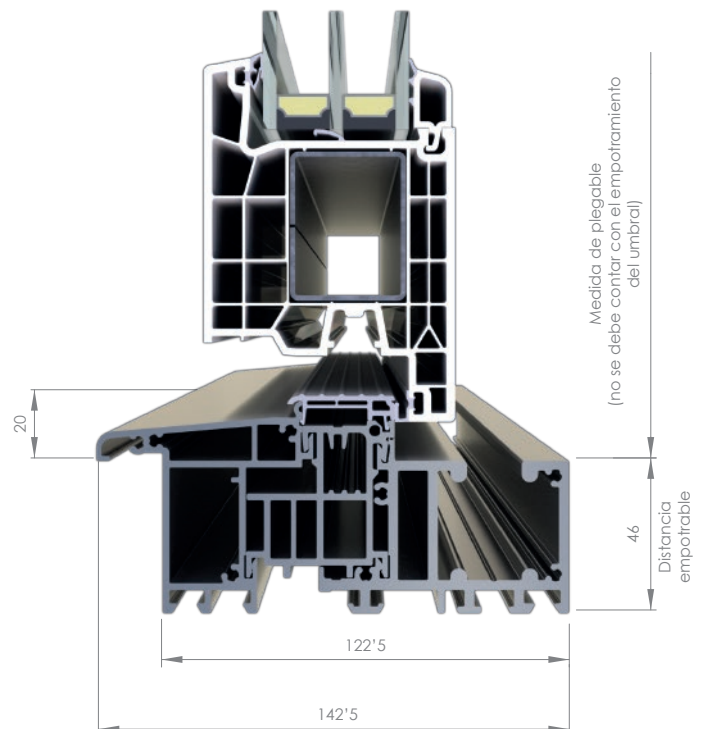 Medida de plegable
(no se debe contar con el empotramiento
del umbral)
20
46
Distancia
empotrable
122'5
142'5